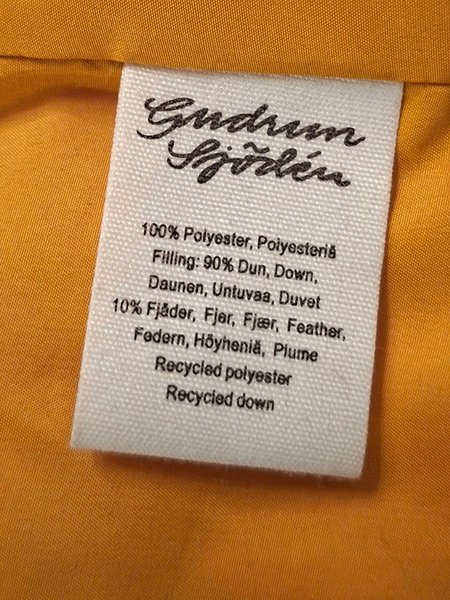 Gudrun
Sjödén
100% Polyester, Polyesteriä
Filling: 90% Dun, Down,
Daunen, Untuvaa, Duvet
10% Fjäder, Fjer, Fjær, Feather,
Federn, Höyheniä, Plume
Recycled polyester
Recycled down